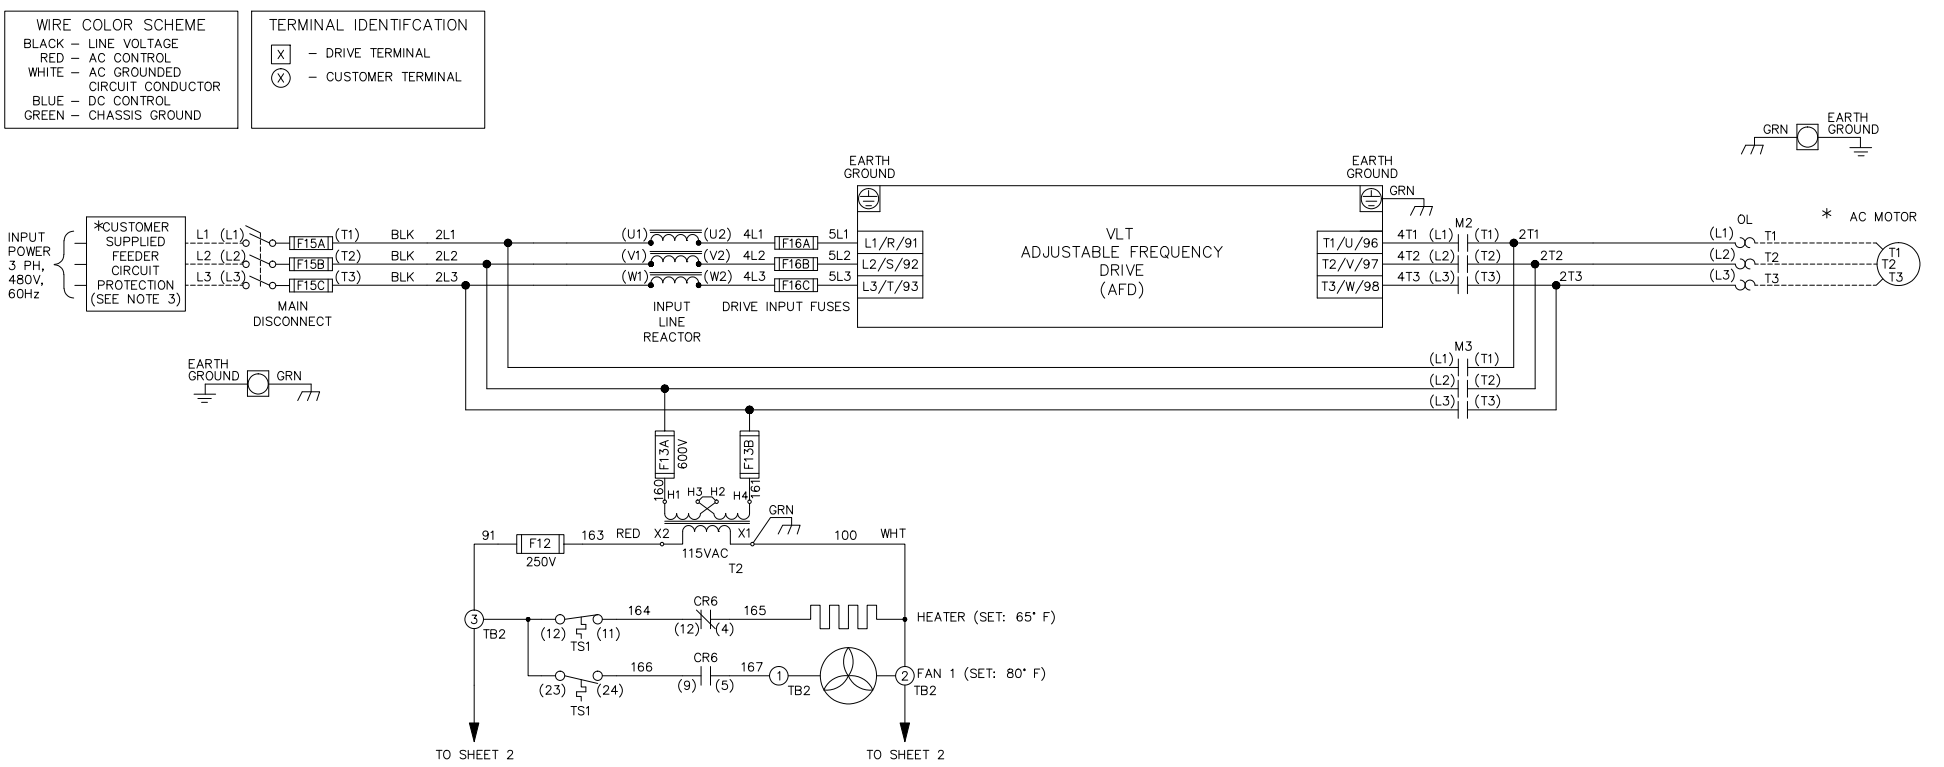 WIRE COLOR SCHEME
BLACK – LINE VOLTAGE
RED – AC CONTROL
WHITE – AC GROUNDED
CIRCUIT CONDUCTOR
BLUE – DC CONTROL
GREEN – CHASSIS GROUND
TERMINAL IDENTIFCATION
X – DRIVE TERMINAL
X – CUSTOMER TERMINAL
GRN
EARTH
GROUND
INPUT
POWER
3 PH,
480V,
60Hz
*CUSTOMER
SUPPLIED
FEEDER
CIRCUIT
PROTECTION
(SEE NOTE 3)
L1 (L1) F15A (T1) BLK 2L1
L2 (L2) F15B (T2) BLK 2L2
L3 (L3) F15C (T3) BLK 2L3
MAIN
DISCONNECT
(U1) (U2) 4L1 F16A 5L1
(V1) (V2) 4L2 F16B 5L2
(W1) (W2) 4L3 F16C 5L3
INPUT
LINE
REACTOR
DRIVE INPUT FUSES
EARTH
GROUND
L1/R/91
L2/S/92
L3/T/93
VLT
ADJUSTABLE FREQUENCY
DRIVE
(AFD)
EARTH
GROUND
GRN
T1/U/96
T2/V/97
T3/W/98
M2
4T1 (L1) (T1) 2T1
4T2 (L2) (T2) 2T2
4T3 (L3) (T3) 2T3
OL
(L1) T1
(L2) T2
(L3) T3
* AC MOTOR
T1
T2
T3
M3
(L1) (T1)
(L2) (T2)
(L3) (T3)
EARTH
GROUND
GRN
F13A
600V
F13B
160
161
H1 H3 H2 H4
GRN
91 F12 163 RED X2 X1 100 WHT
250V
115VAC
T2
3
TB2
(12) (11) 164 CR6 165
TS1
(12) (4)
HEATER (SET: 65° F)
(23) (24) 166 CR6 167 1
TS1
(9) (5)
TB2
2
TB2
FAN 1 (SET: 80° F)
TO SHEET 2
TO SHEET 2